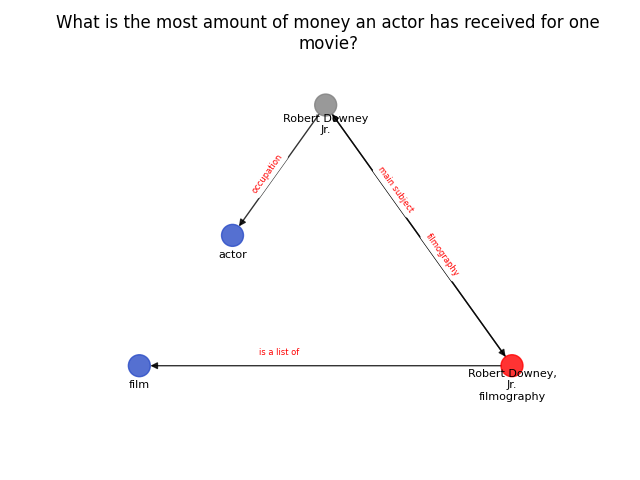 What is the most amount of money an actor has received for one
movie?
Robert Downey
Jr.
occupation
main subject
filmography
actor
is a list of
film
Robert Downey,
Jr.
filmography